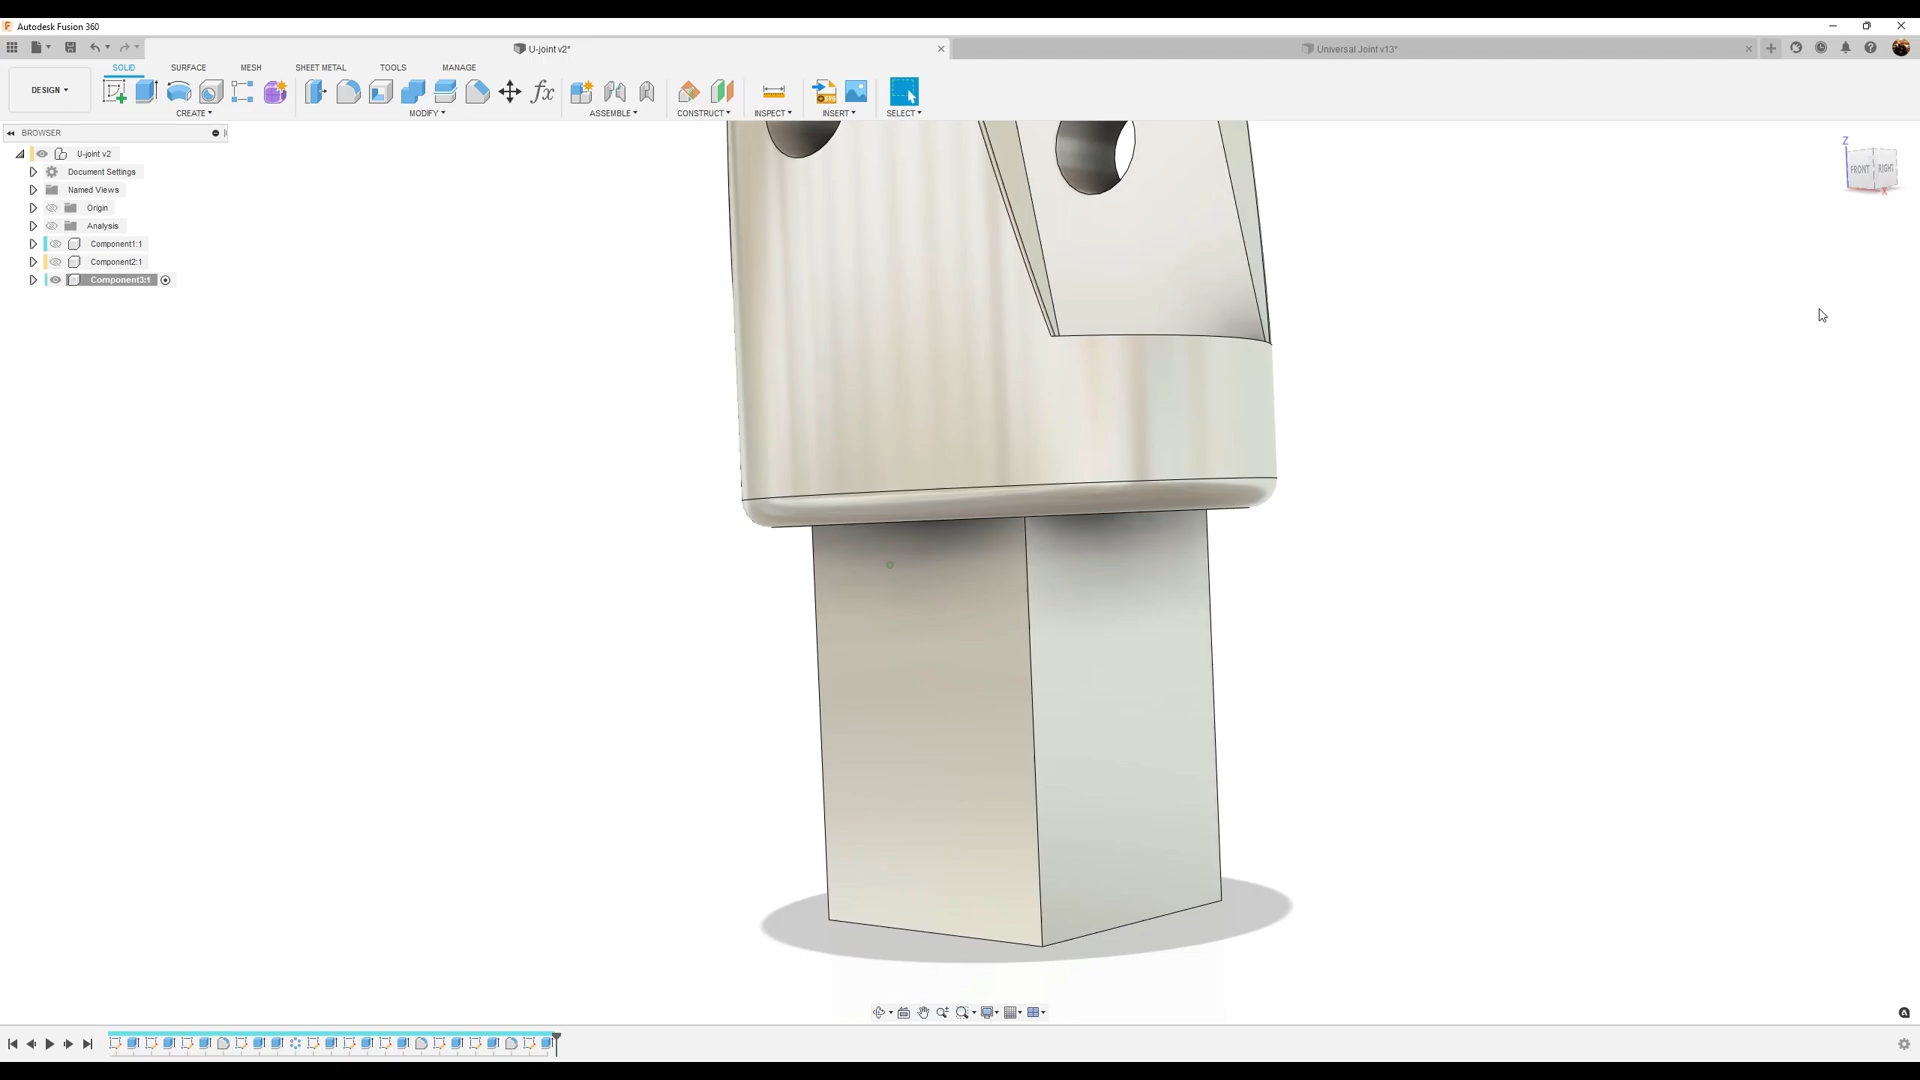 Autodesk Fusion 360
U-joint v2*
Universal Joint v13*
SOLID SURFACE MESH SHEET METAL TOOLS MANAGE
DESIGN
CREATE MODIFY ASSEMBLE CONSTRUCT INSPECT INSERT SELECT
BROWSER
U-joint v2
Document Settings
Named Views
Origin
Analysis
Component1:1
Component2:1
Component3:1
Z
FRONT RIGHT
X